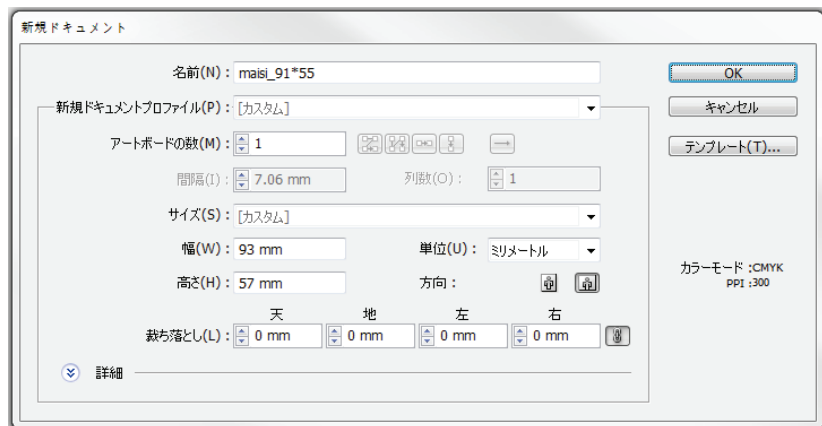 新規ドキュメント
名前(N)： maisi_91*55
OK
新規ドキュメントプロファイル(P)： [カスタム]
キャンセル
アートボードの数(M)： 1
テンプレート(T)...
間隔(I)： 7.06 mm 列数(O)： 1
サイズ(S)： [カスタム]
幅(W)： 93 mm 単位(U)： ミリメートル
カラーモード :CMYK
高さ(H)： 57 mm 方向：
PPI :300
天 地 左 右
裁ち落とし(L)： 0 mm 0 mm 0 mm 0 mm
詳細